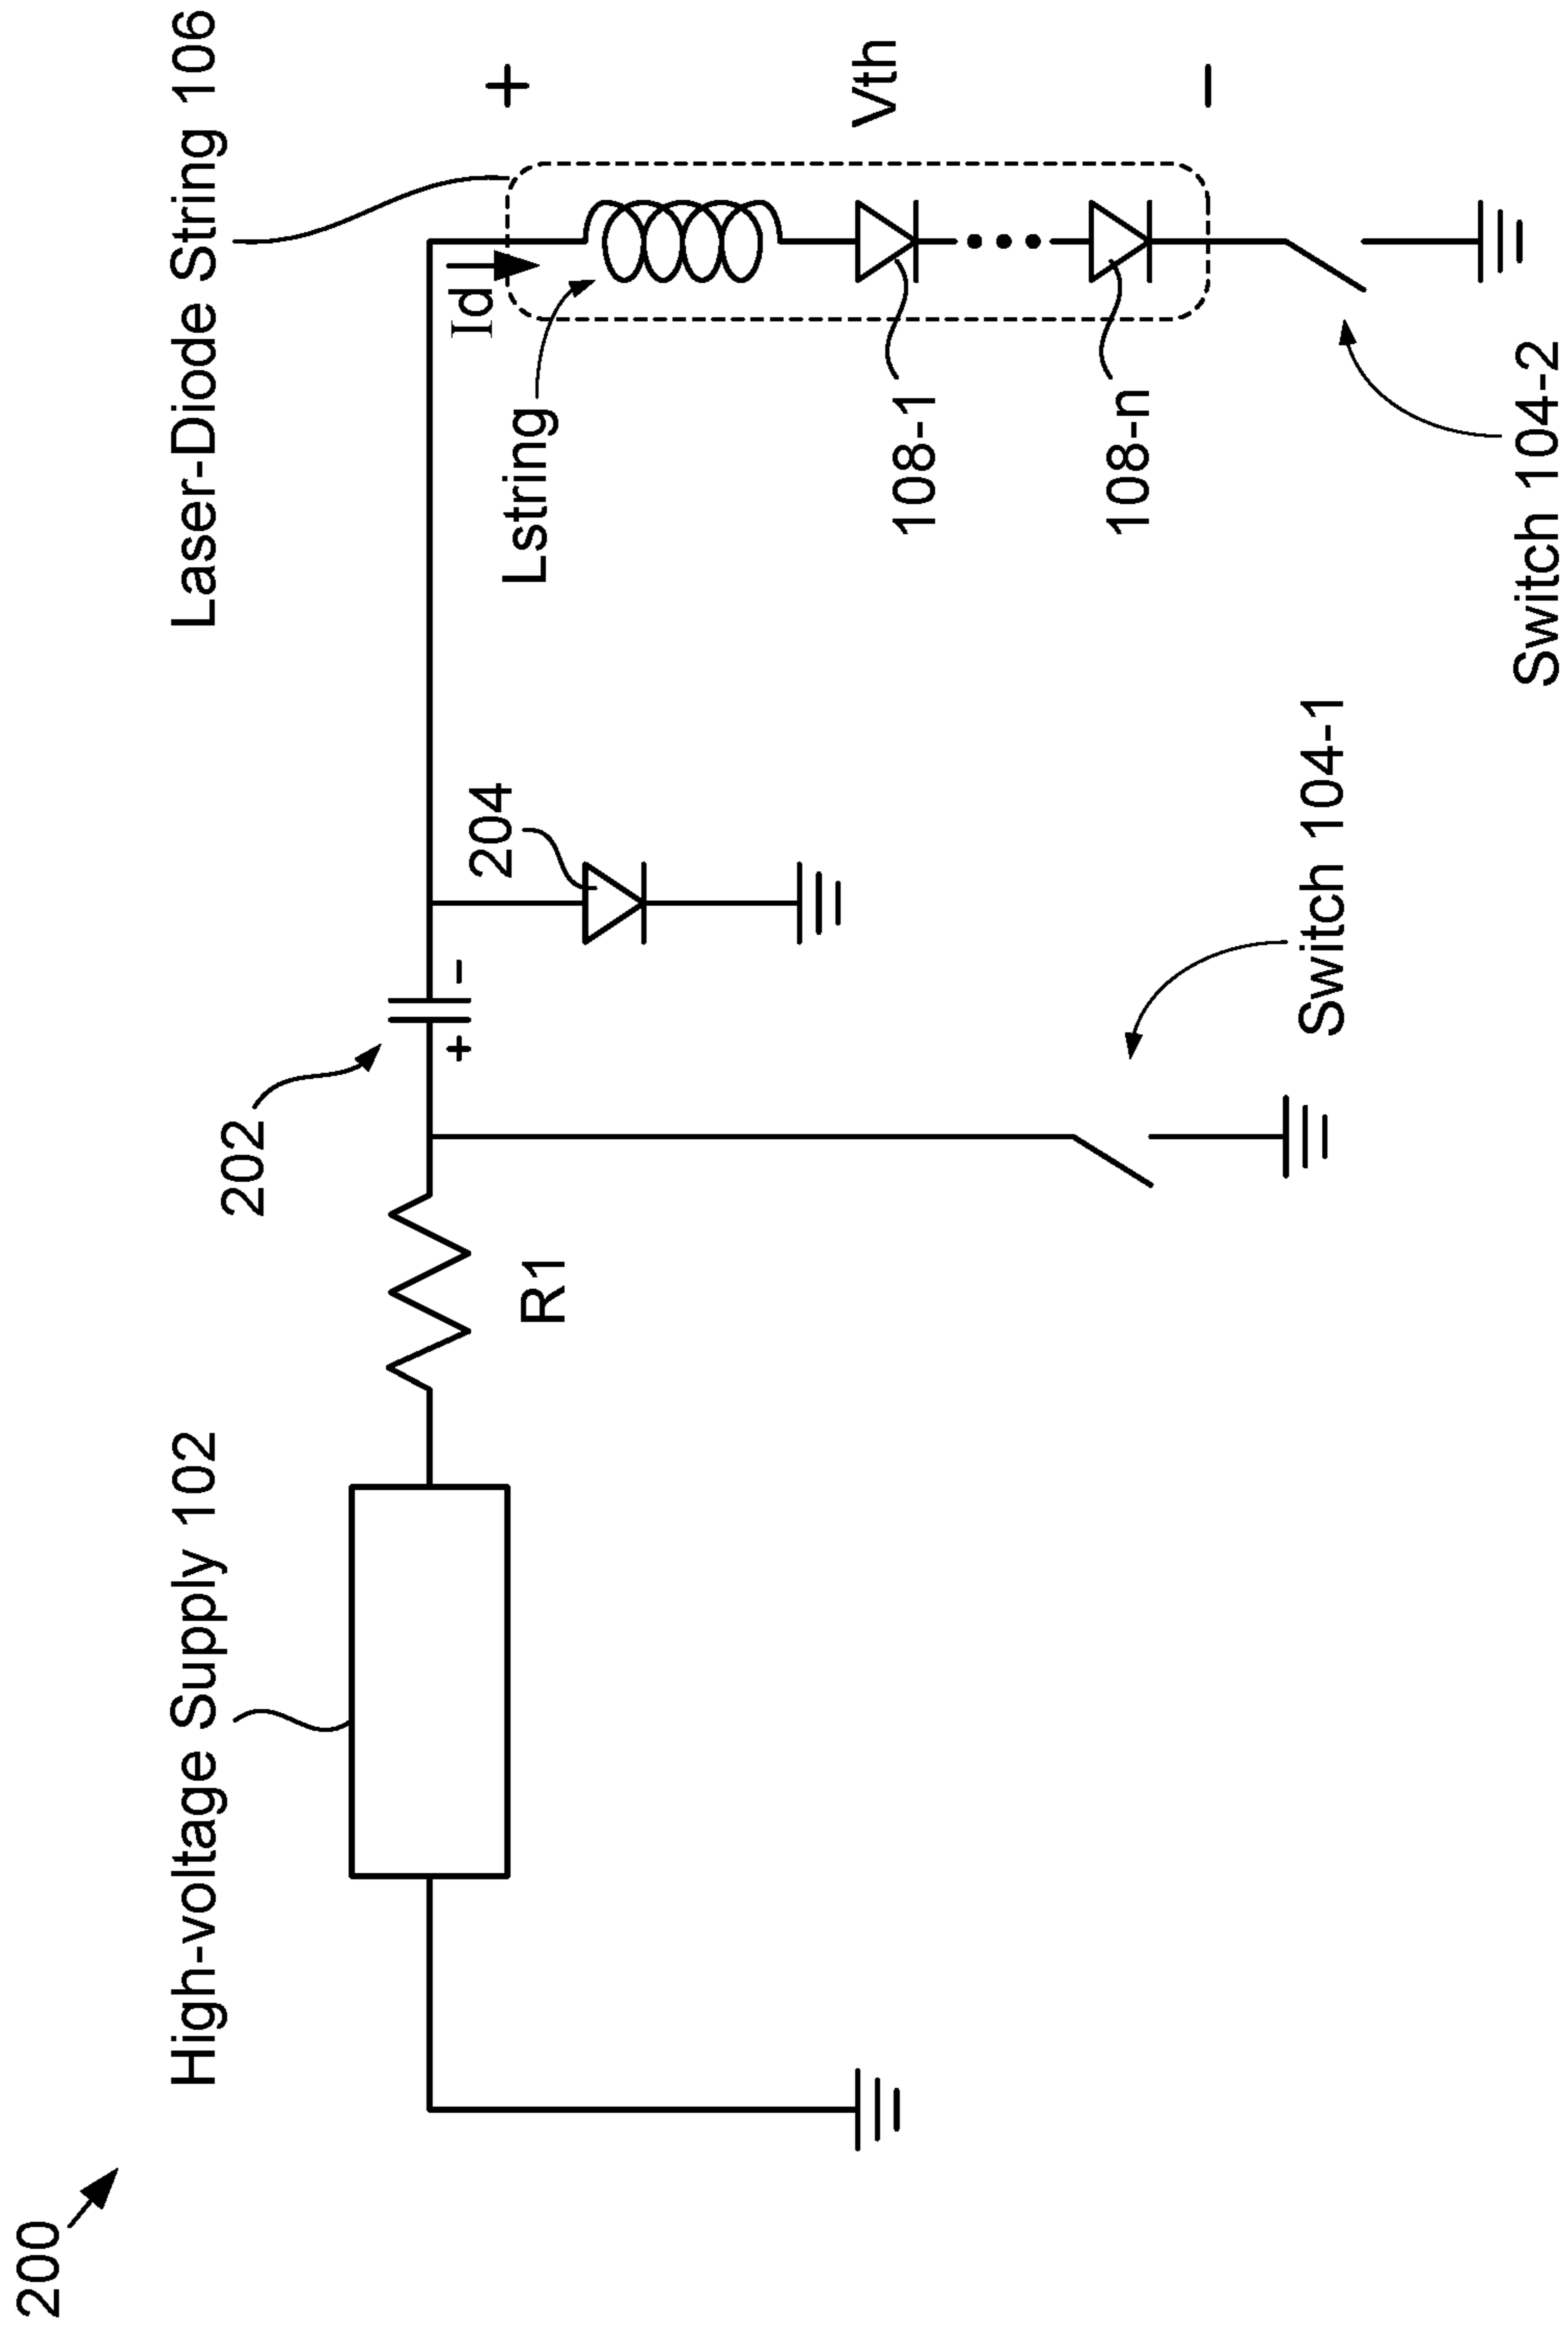 200
High-voltage Supply 102
Laser-Diode String 106
202
+ -
R1
204
Id
+
Lstring
Vth
108-1
108-n
-
Switch 104-1
Switch 104-2